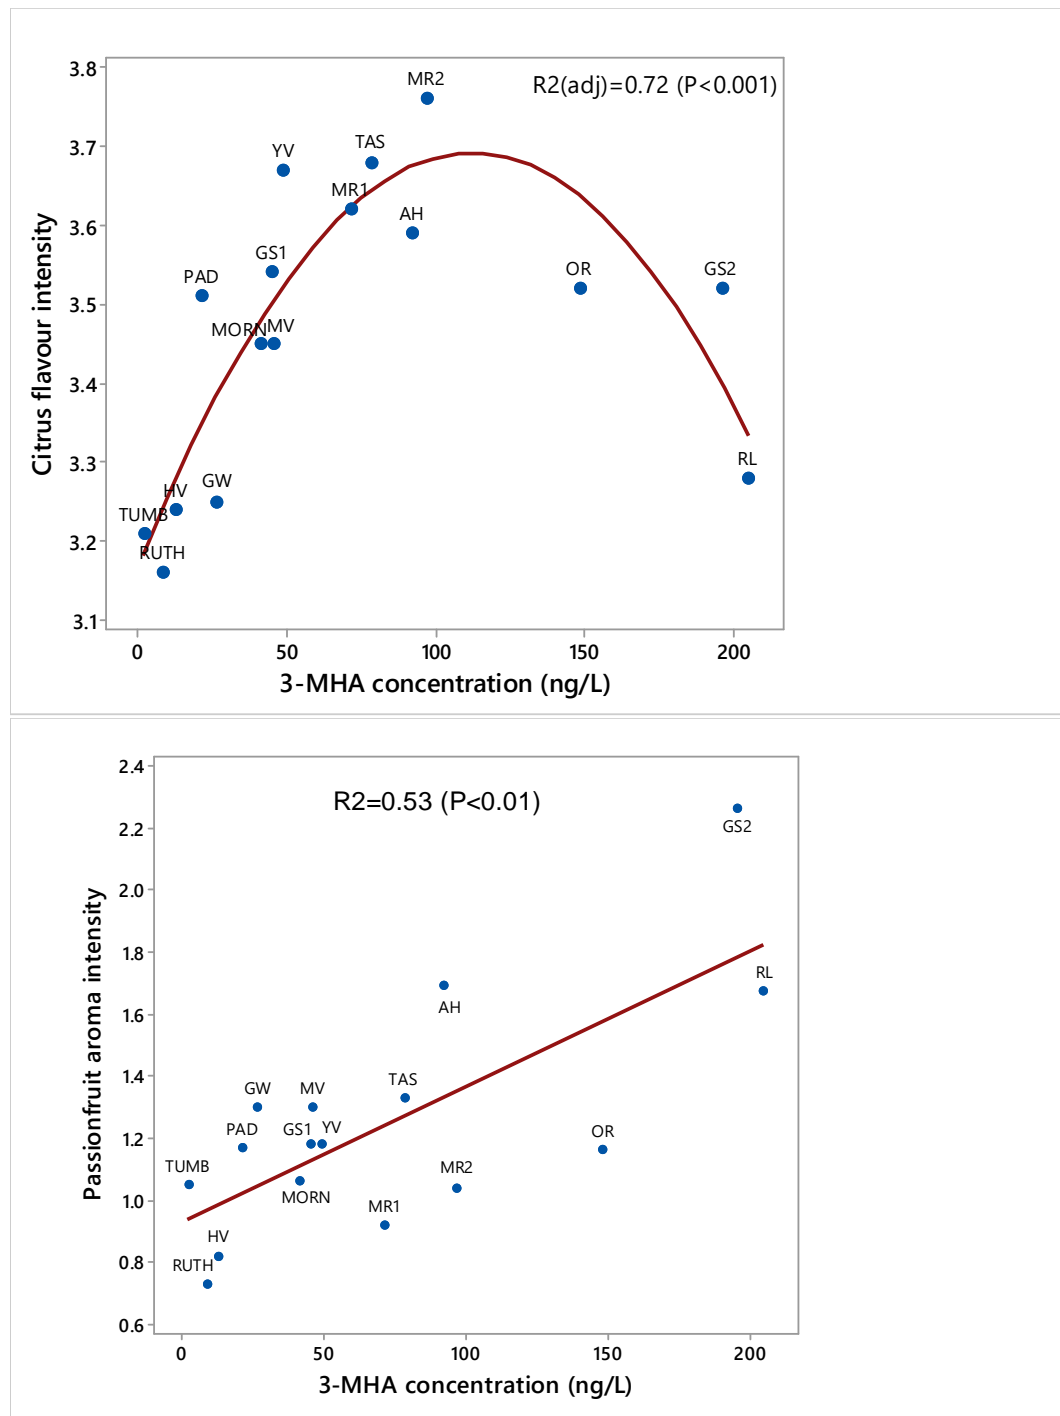 R2(adj)=0.72 (P<0.001)
3.8
MR2
TAS
3.7
YV
MR1
3.6
AH
GS1
PAD
OR
GS2
3.5
MORN
MV
3.4
3.3
RL
GW
HV
TUMB
3.2
RUTH
3.1
Citrus flavour intensity
0
50
100
150
200
3-MHA concentration (ng/L)
2.4
R2=0.53 (P<0.01)
2.2
GS2
2.0
1.8
RL
AH
1.6
1.4
TAS
GW
MV
PAD
GS1
YV
OR
1.2
TUMB
MR2
MORN
1.0
MR1
HV
0.8
RUTH
0.6
Passionfruit aroma intensity
0
50
100
150
200
3-MHA concentration (ng/L)